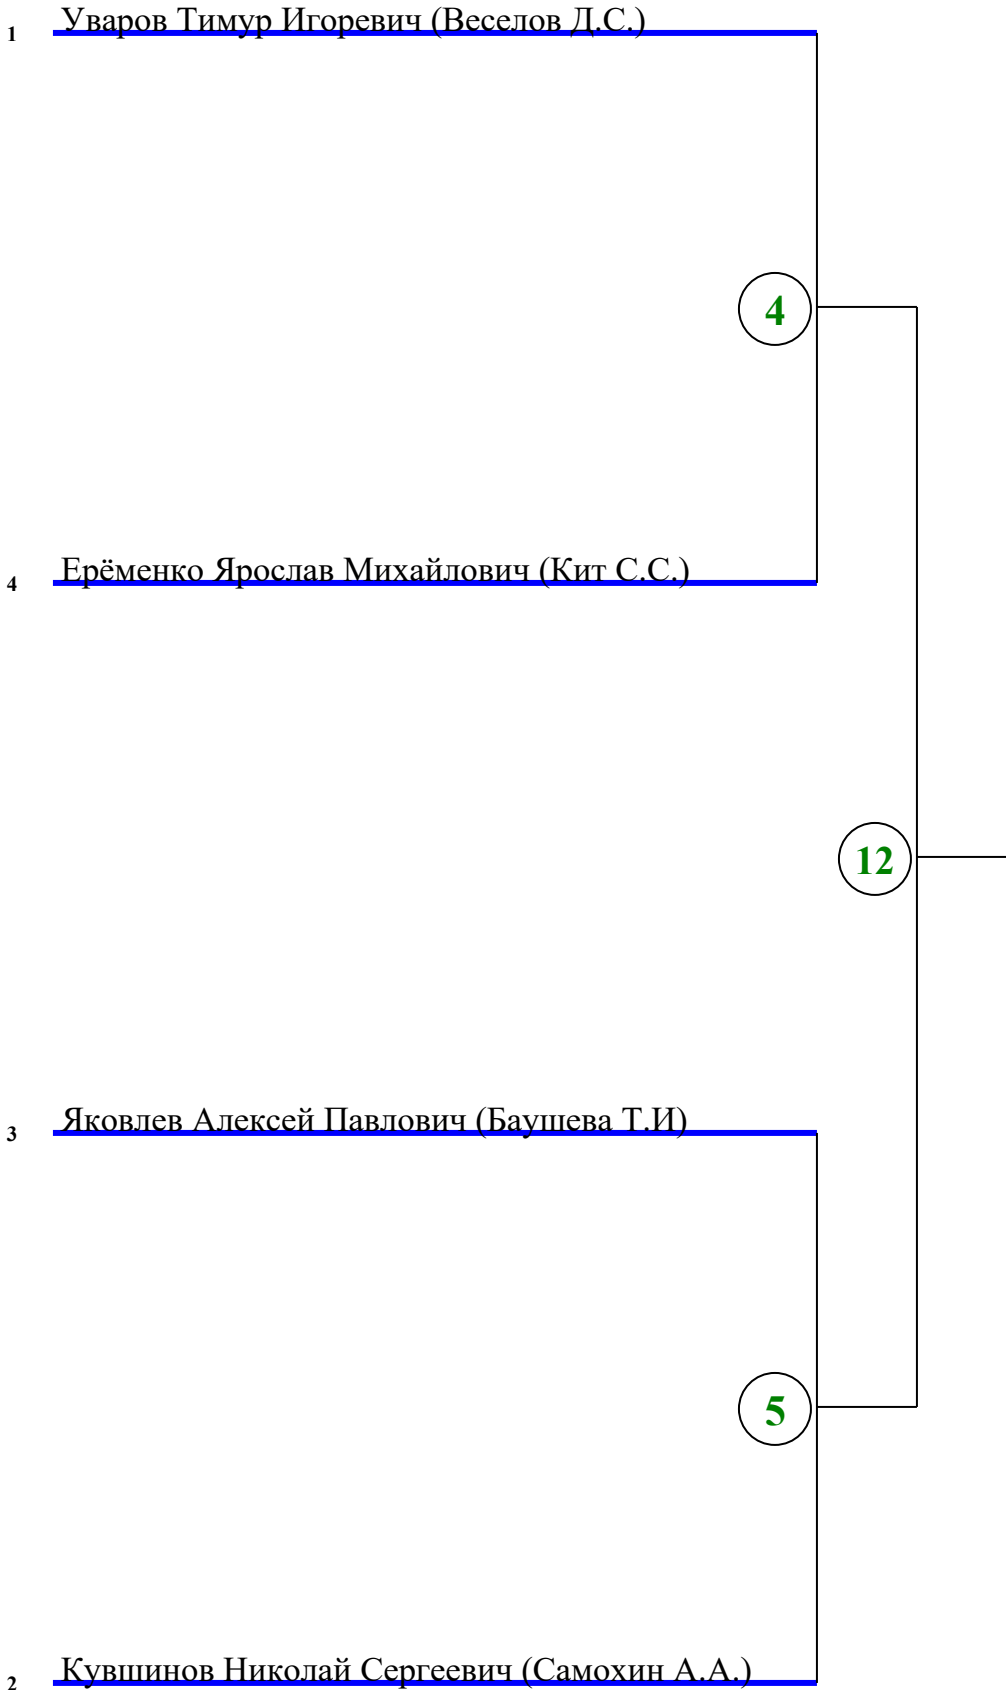 1 Уваров Тимур Игоревич (Веселов Д.С.)
4
4 Ерёменко Ярослав Михайлович (Кит С.С.)
12
3 Яковлев Алексей Павлович (Баушева Т.И)
5
2 Кувшинов Николай Сергеевич (Самохин А.А.)